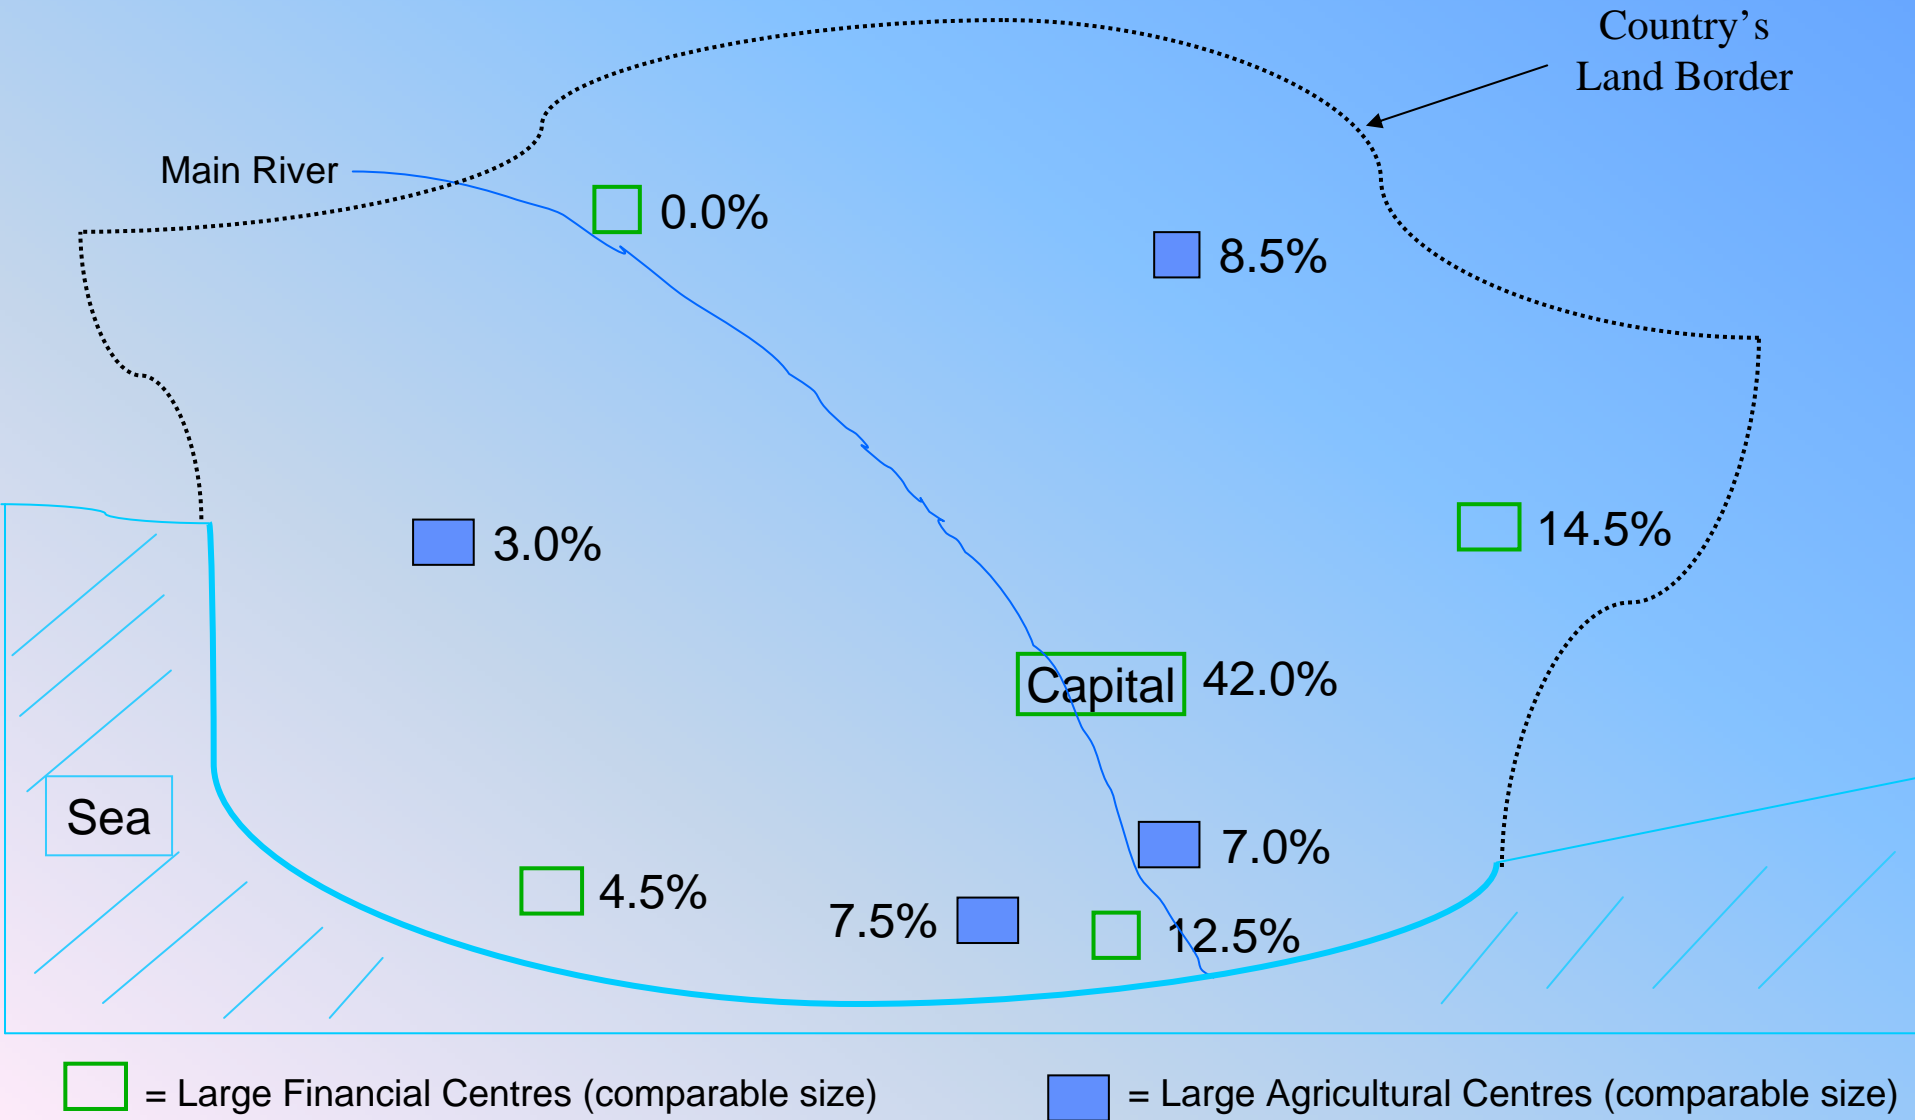 Country's
Land Border
Main River
0.0%
8.5%
3.0%
14.5%
Capital 42.0%
Sea
7.0%
4.5%
7.5%
12.5%
= Large Financial Centres (comparable size)
= Large Agricultural Centres (comparable size)